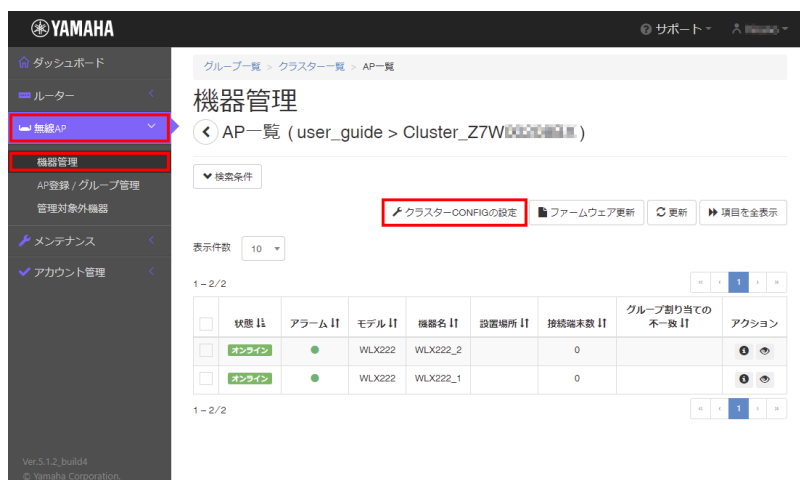 YAMAHA
サポート
ダッシュボード
ルーター
無線AP
機器管理
AP登録 / グループ管理
管理対象外機器
メンテナンス
アカウント管理
Ver.5.1.2_build4
© Yamaha Corporation.
グループ一覧 > クラスター一覧 > AP一覧
機器管理
AP一覧 ( user_guide > Cluster_Z7W )
検索条件
クラスターCONFIGの設定 ファームウェア更新 更新 項目を全表示
表示件数 10
1 – 2/2 « ‹ 1 › »
状態 アラーム モデル 機器名 設置場所 接続端末数 グループ割り当ての不一致 アクション
オンライン WLX222 WLX222_2 0
オンライン WLX222 WLX222_1 0
1 – 2/2 « ‹ 1 › »